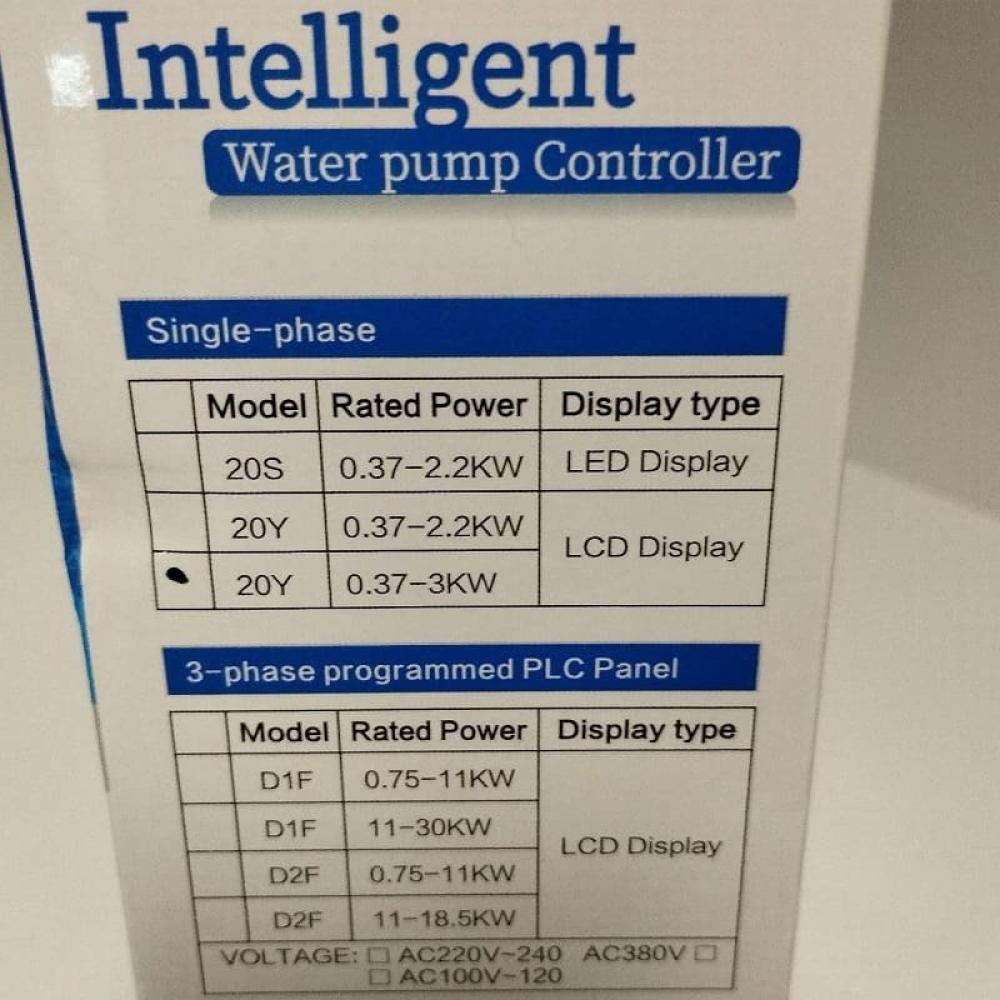 Intelligent
Water pump Controller
Single-phase
Model Rated Power Display type
20S 0.37-2.2KW LED Display
20Y 0.37-2.2KW
LCD Display
20Y 0.37-3KW
3-phase programmed PLC Panel
Model Rated Power Display type
D1F 0.75-11KW
D1F 11-30KW
LCD Display
D2F 0.75-11KW
D2F 11-18.5KW
VOLTAGE: □ AC220V~240 AC380V □
□ AC100V~120